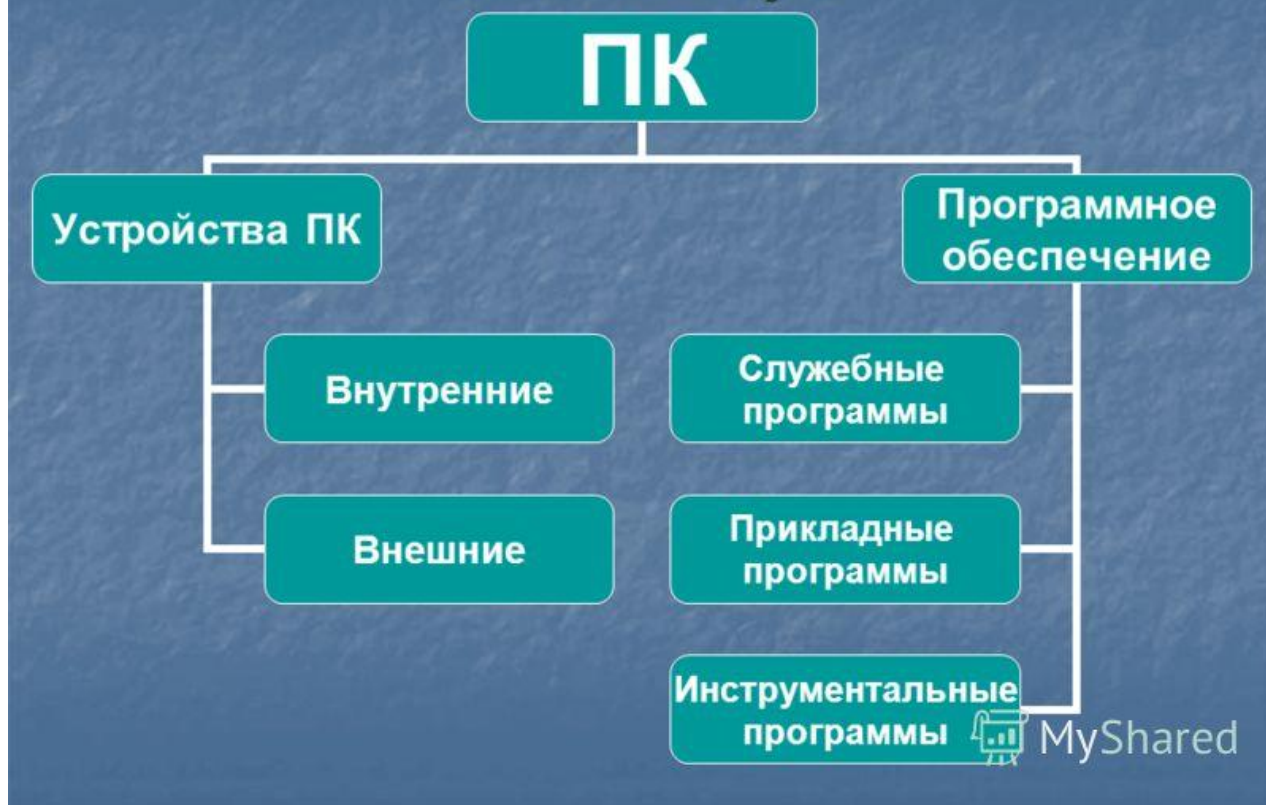 ПК
Устройства ПК
Программное
обеспечение
Внутренние
Служебные
программы
Внешние
Прикладные
программы
Инструментальные
программы
MyShared